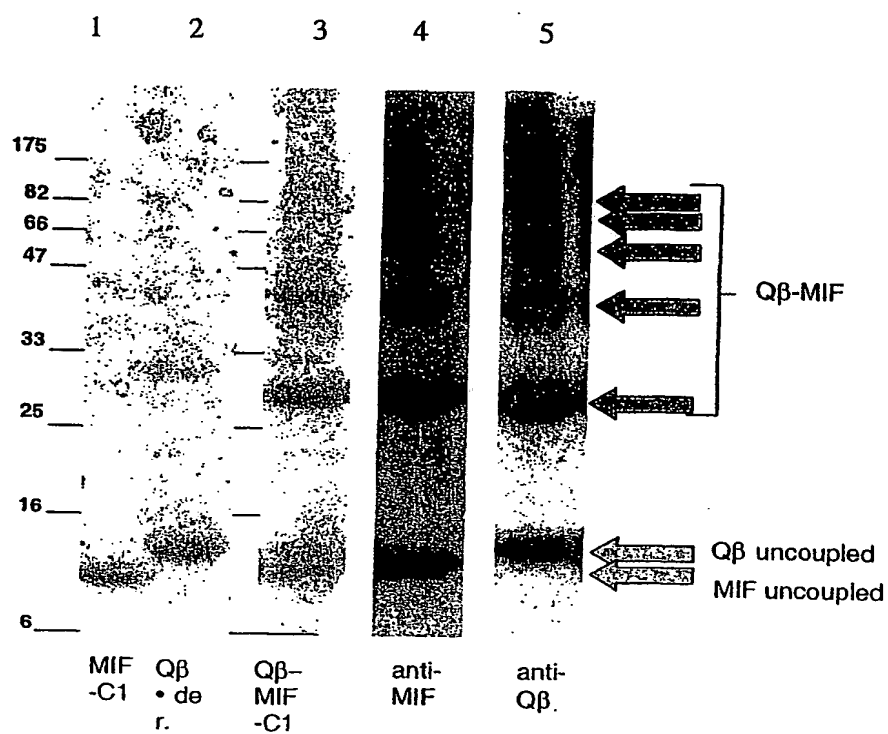 1 2 3 4 5
175
82
66
47
33
25
16
6
Qβ-MIF
Qβ uncoupled
MIF uncoupled
MIF
-C1
Qβ
• de
r.
Qβ–
MIF
-C1
anti-
MIF
anti-
Qβ.